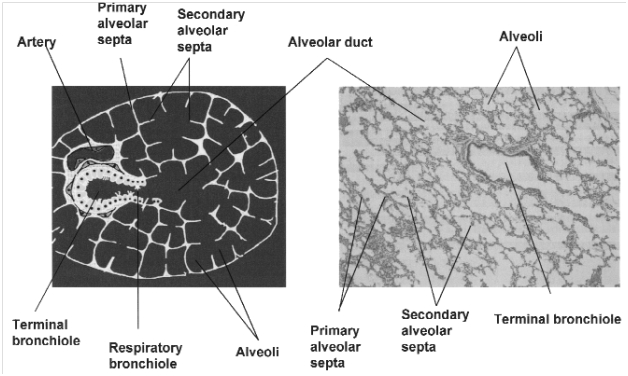 Primary
alveolar
septa
Secondary
alveolar
septa
Artery
Alveolar duct
Alveoli
Terminal
bronchiole
Respiratory
bronchiole
Alveoli
Primary
alveolar
septa
Secondary
alveolar
septa
Terminal bronchiole